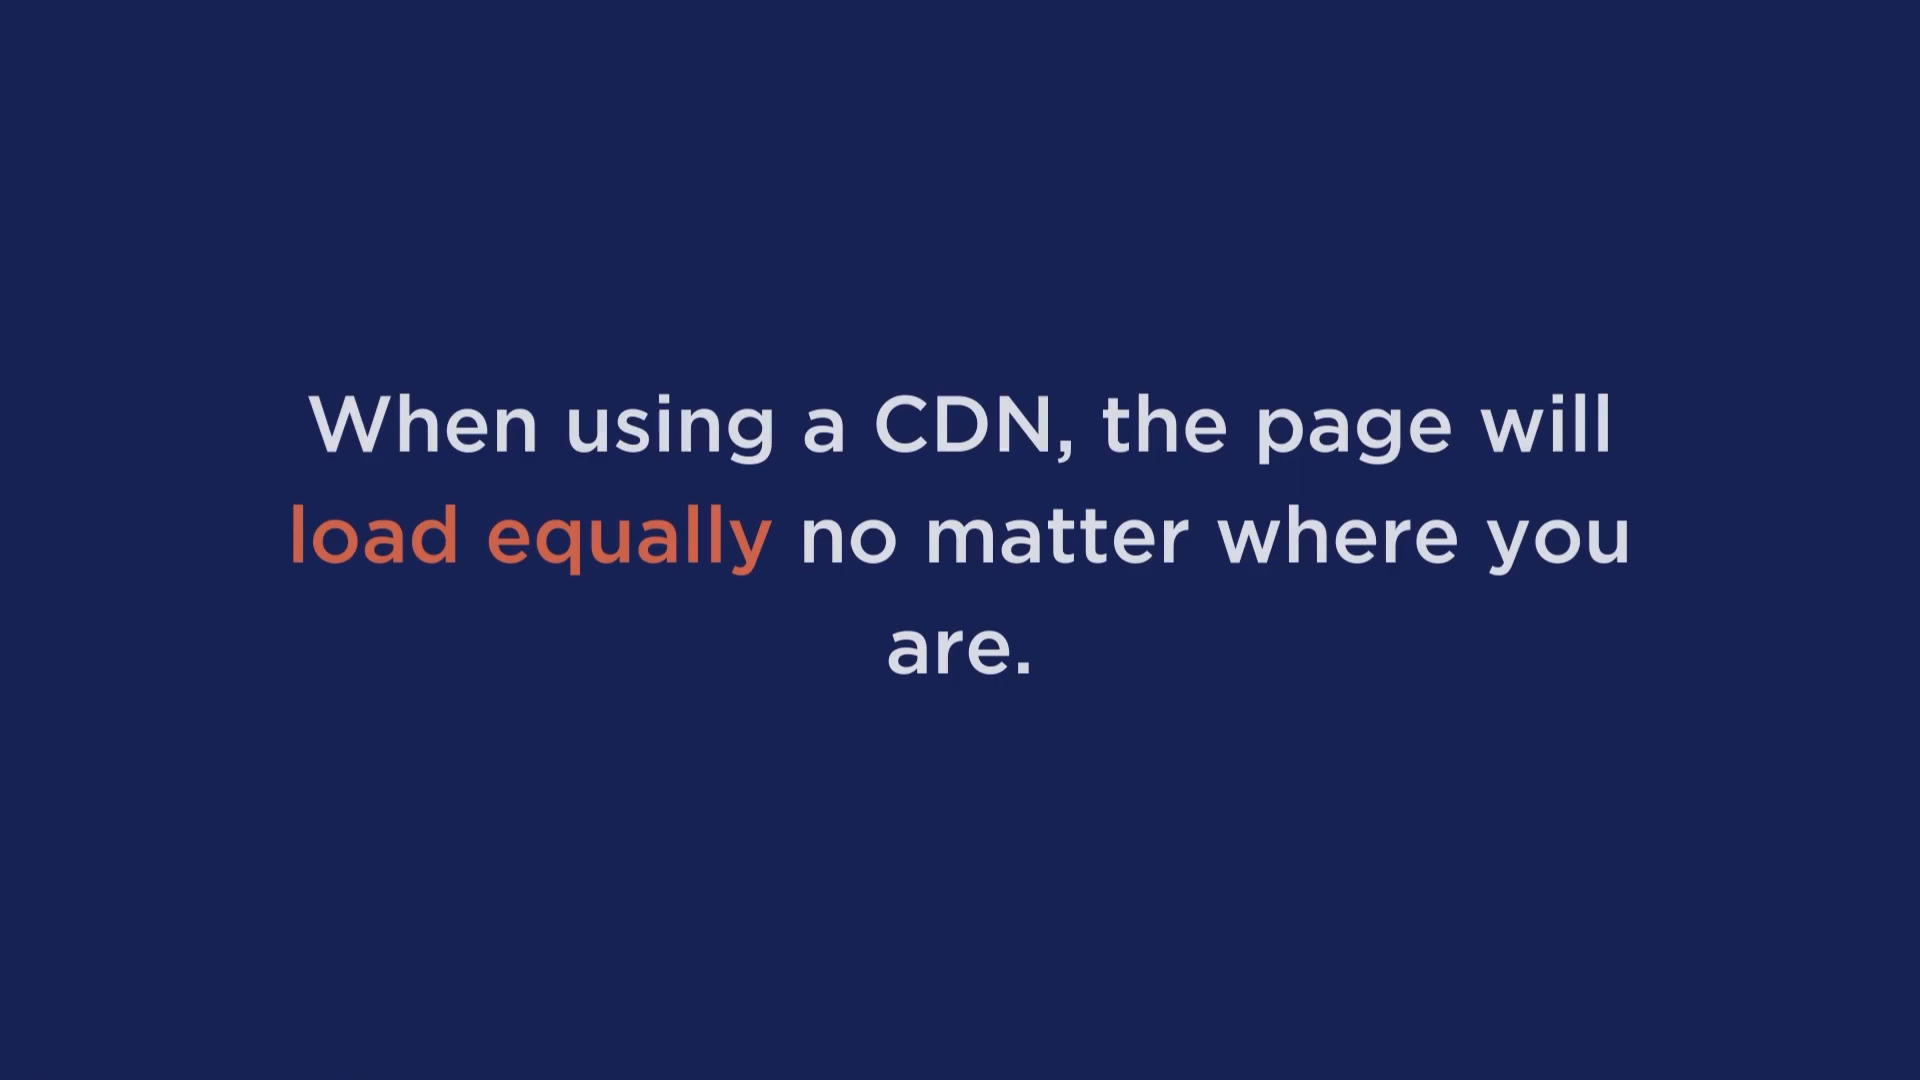 When using a CDN, the page will
load equally no matter where you
are.